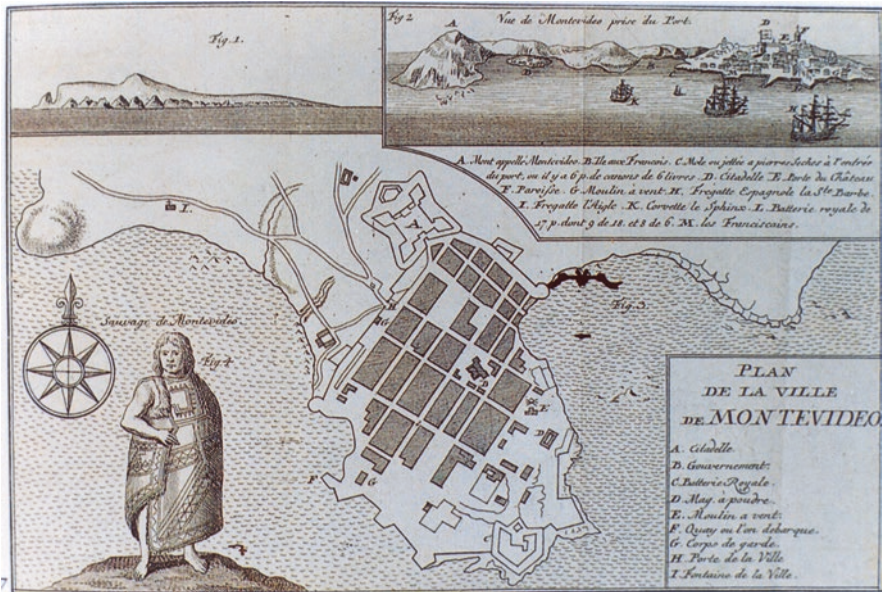 Fig. 1.
Fig 2
Vue de Montevideo prise du Port.
A
D
E
F
B
K
H
A. Mont appellé Montevideo. B. Ile aux Francois. C. Mole ou jettée a pierres seches à l'entrée
du port, ou il y a 6 p. de canons de 6 livres. D. Citadelle. E. Porte du Château
F. Paroisse. G. Moulin à vent. H. Fregatte Espagnole la Ste. Barbe.
I. Fregatte l'Aigle. K. Corvette le Sphinx. L. Batterie royale de
17 p. dont 9 de 18. et 8 de 6. M. les Franciscains.
I.
A
H
G
Fig. 3
Sauvage de Montevideo.
Fig 4
B
E
D
F
G
PLAN
DE LA VILLE
DE MONTEVIDEO.
A. Citadelle.
B. Gouvernement.
C. Batterie Royale.
D. Mag. a poudre.
E. Moulin a vent.
F. Quay ou l'on debarque.
G. Corps de garde.
H. Porte de la Ville.
I. Fontaine de la Ville.
7